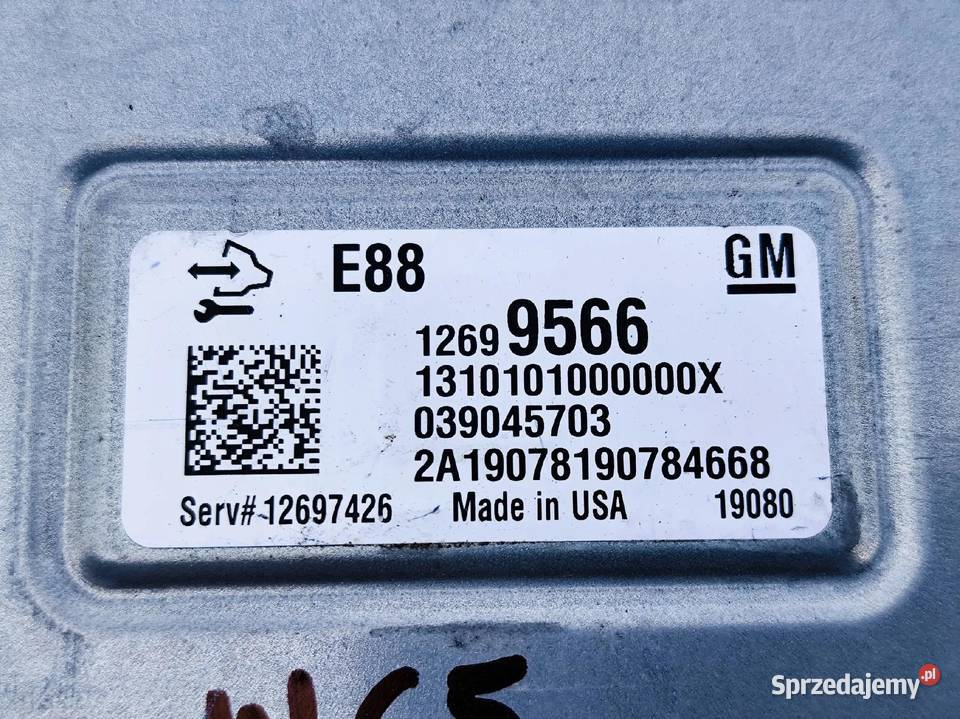 E88
GM
1269 9566
1310101000000X
039045703
2A19078190784668
Serv# 12697426 Made in USA 19080
Sprzedajemy.pl